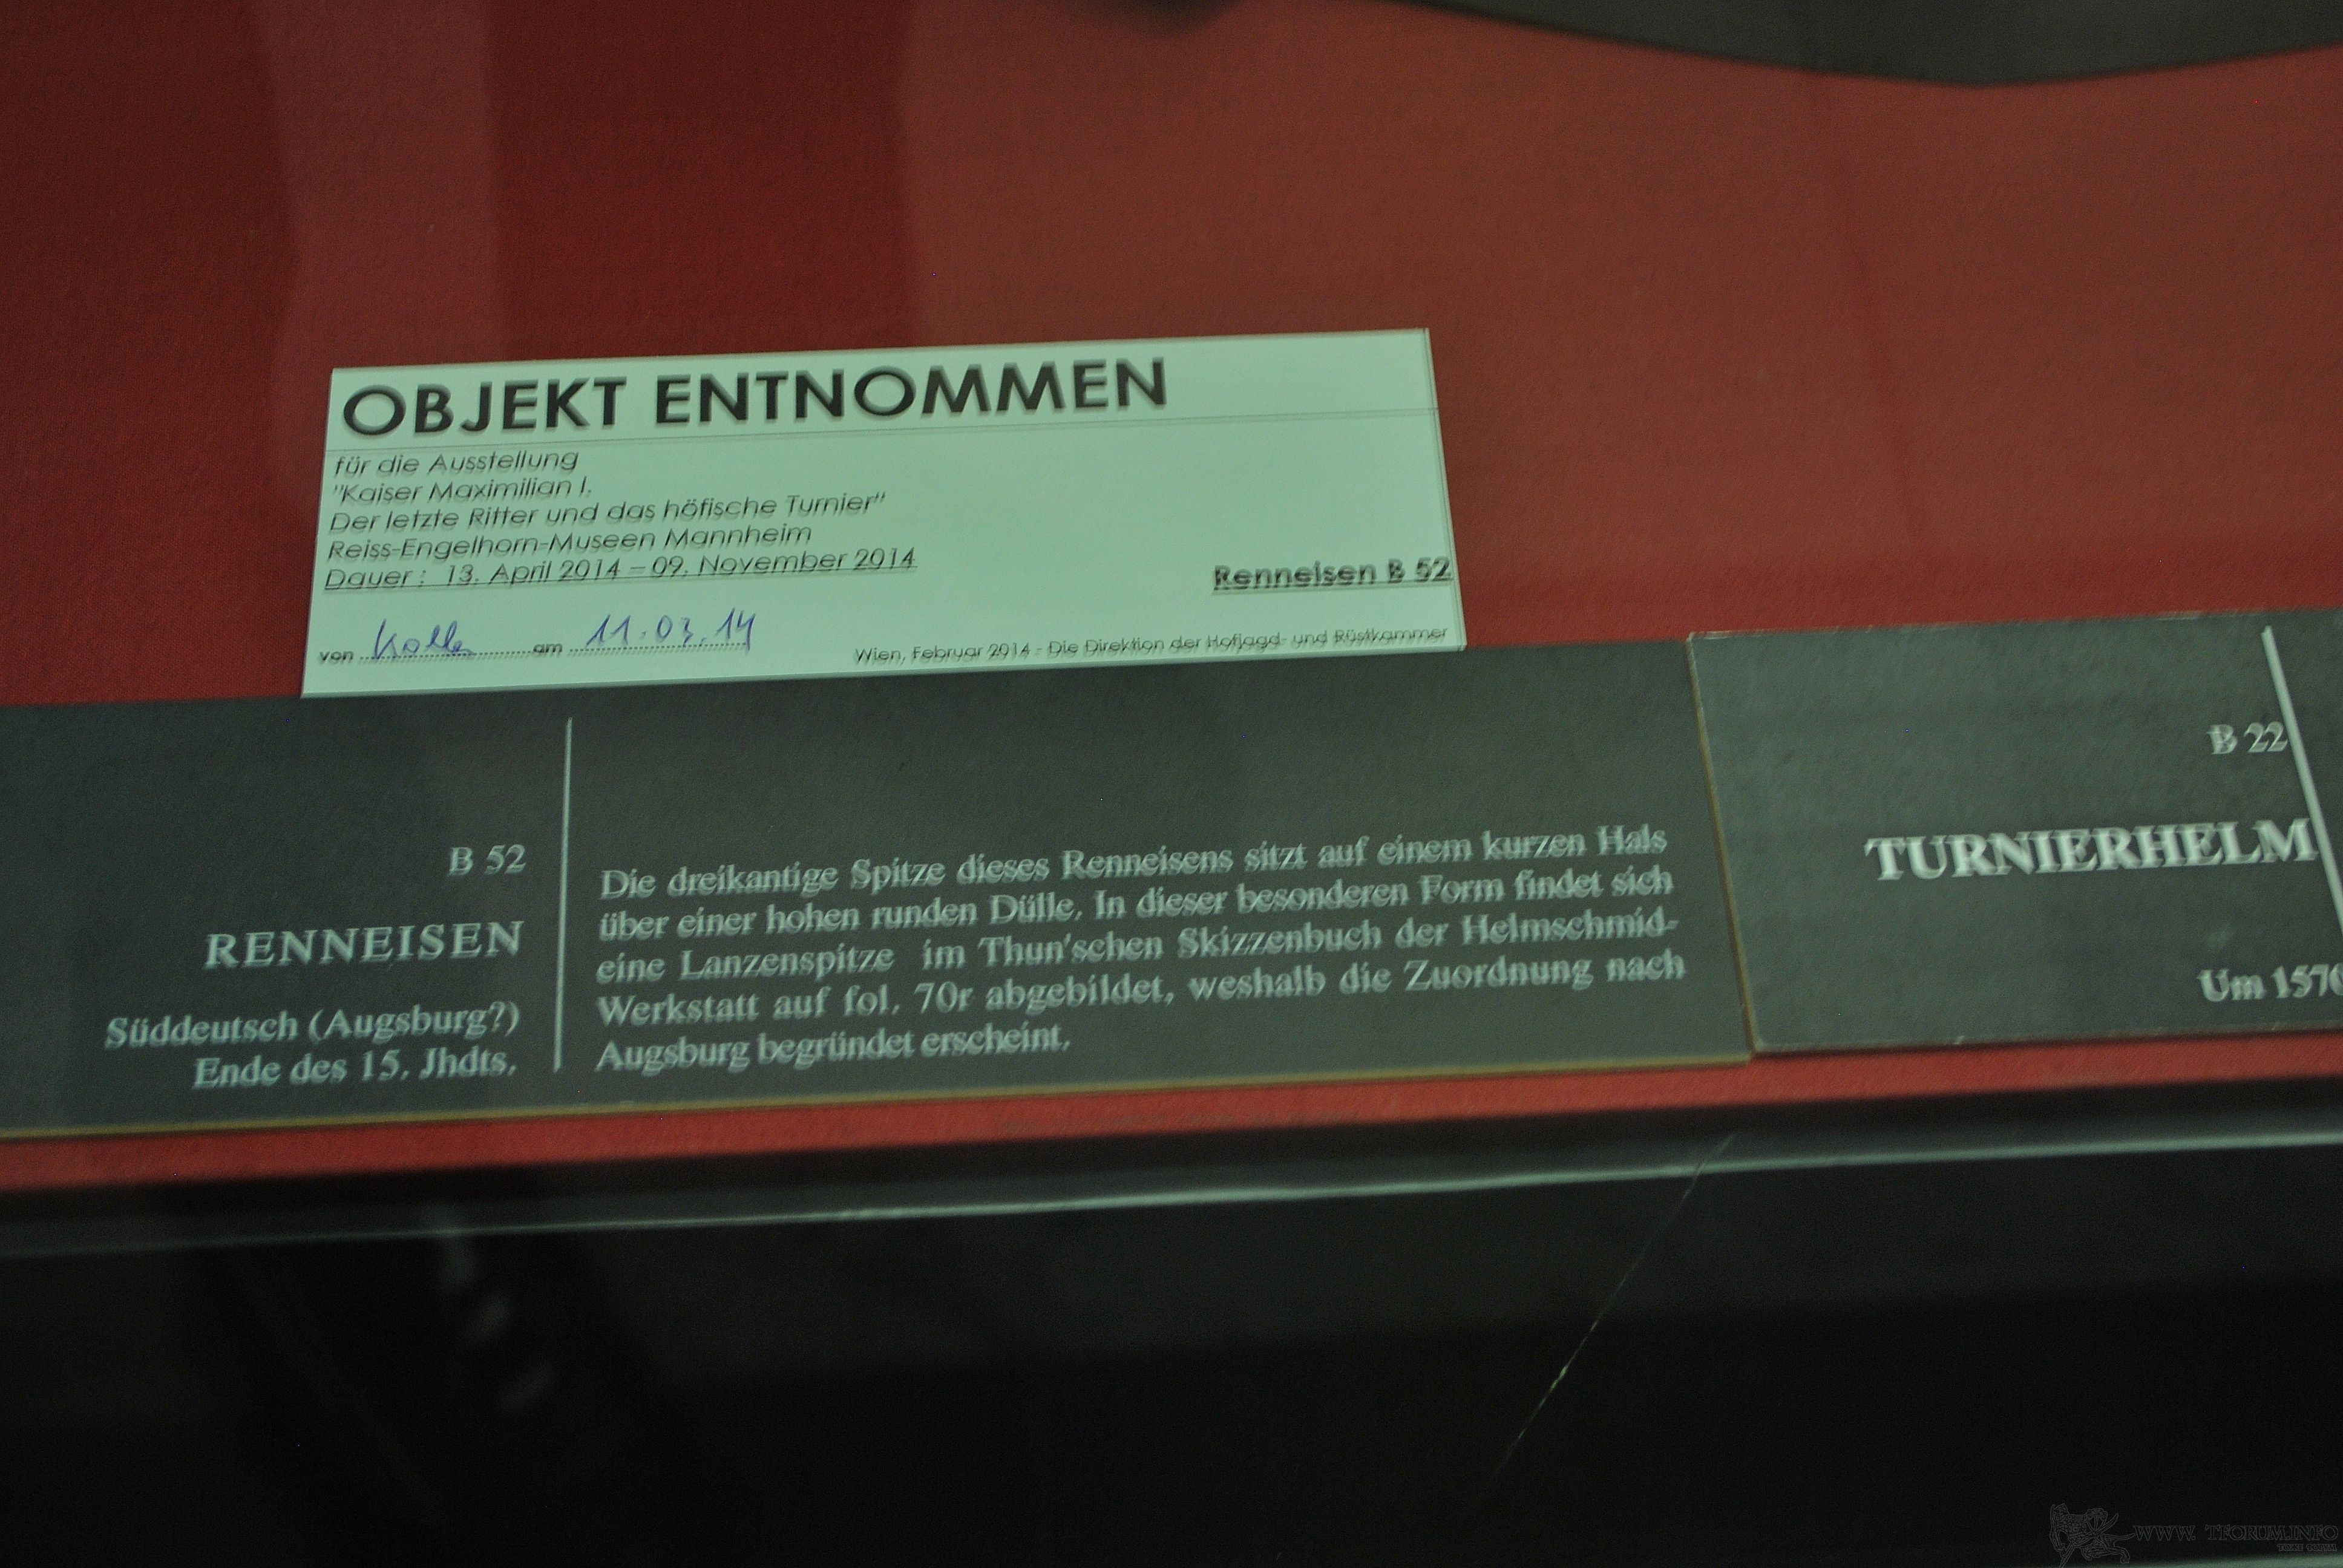 OBJEKT ENTNOMMEN
für die Ausstellung
"Kaiser Maximilian I.
Der letzte Ritter und das höfische Turnier"
Reiss-Engelhorn-Museen Mannheim
Dauer : 13. April 2014 – 09. November 2014
Renneisen B 52
von am 11.03.14
Wien, Februar 2014 - Die Direktion der Hofjagd- und Rüstkammer
B 52
RENNEISEN
Süddeutsch (Augsburg?)
Ende des 15. Jhdts.
Die dreikantige Spitze dieses Renneisens sitzt auf einem kurzen Hals
über einer hohen runden Dülle. In dieser besonderen Form findet sich
eine Lanzenspitze im Thun'schen Skizzenbuch der Helmschmid-
Werkstatt auf fol. 70r abgebildet, weshalb die Zuordnung nach
Augsburg begründet erscheint.
B 22
TURNIERHELM
Um 1570
WWW.TFORUM.INFO